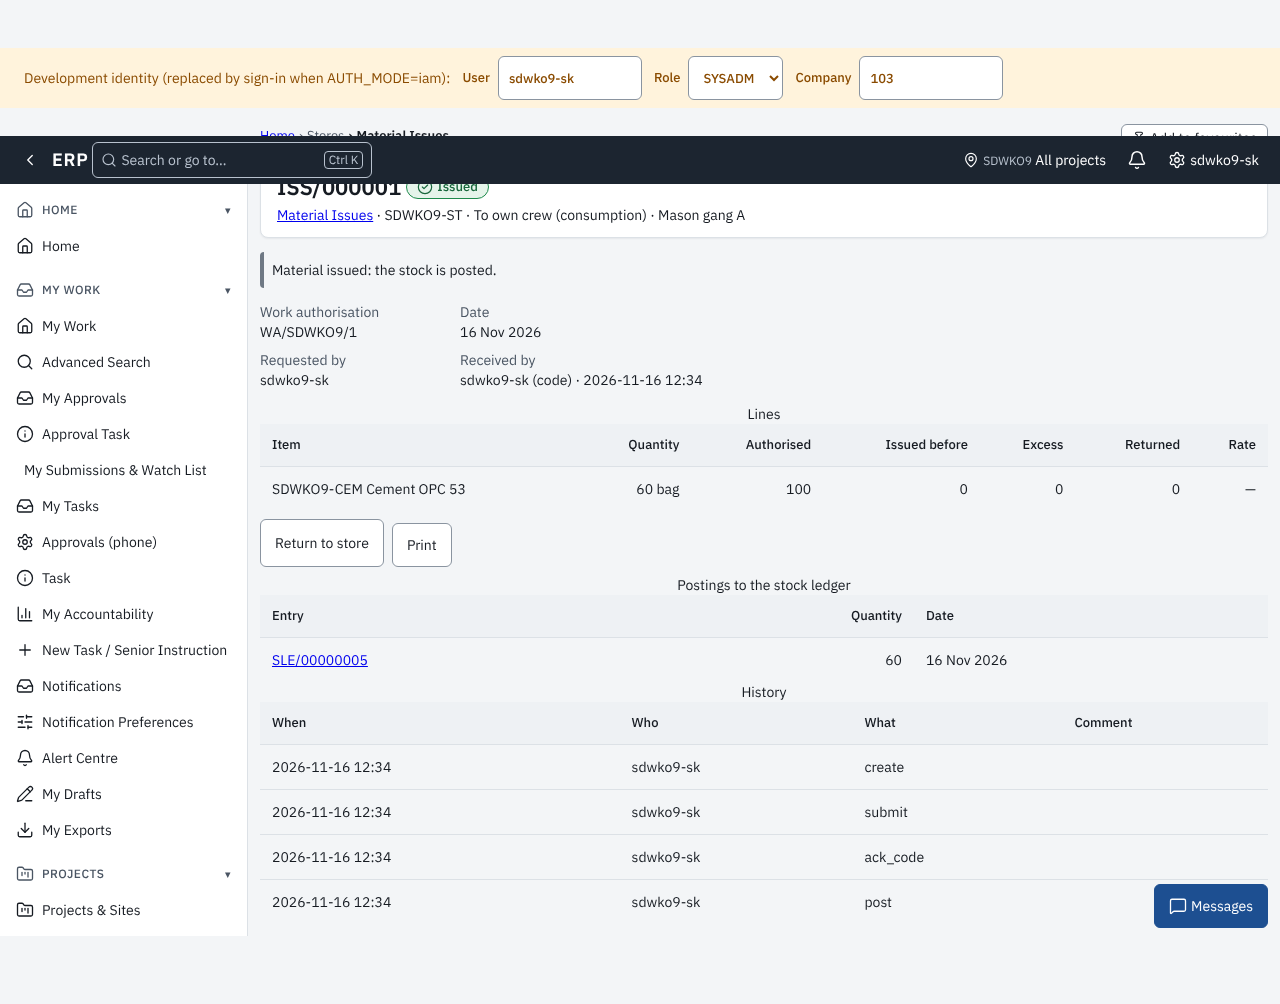 Development identity (replaced by sign-in when AUTH_MODE=iam): User sdwko9-sk Role SYSADM Company 103
Home › Stores › Material Issues
Add to favourites
ERP Search or go to... Ctrl K SDWKO9 All projects sdwko9-sk
ISS/000001 Issued
Material Issues · SDWKO9-ST · To own crew (consumption) · Mason gang A
Material issued: the stock is posted.
Work authorisation Date
WA/SDWKO9/1 16 Nov 2026
Requested by Received by
sdwko9-sk sdwko9-sk (code) · 2026-11-16 12:34
Lines
Item Quantity Authorised Issued before Excess Returned Rate
SDWKO9-CEM Cement OPC 53 60 bag 100 0 0 0 —
Return to store Print
Postings to the stock ledger
Entry Quantity Date
SLE/00000005 60 16 Nov 2026
History
When Who What Comment
2026-11-16 12:34 sdwko9-sk create
2026-11-16 12:34 sdwko9-sk submit
2026-11-16 12:34 sdwko9-sk ack_code
2026-11-16 12:34 sdwko9-sk post
Messages
HOME
Home
MY WORK
My Work
Advanced Search
My Approvals
Approval Task
My Submissions & Watch List
My Tasks
Approvals (phone)
Task
My Accountability
New Task / Senior Instruction
Notifications
Notification Preferences
Alert Centre
My Drafts
My Exports
PROJECTS
Projects & Sites